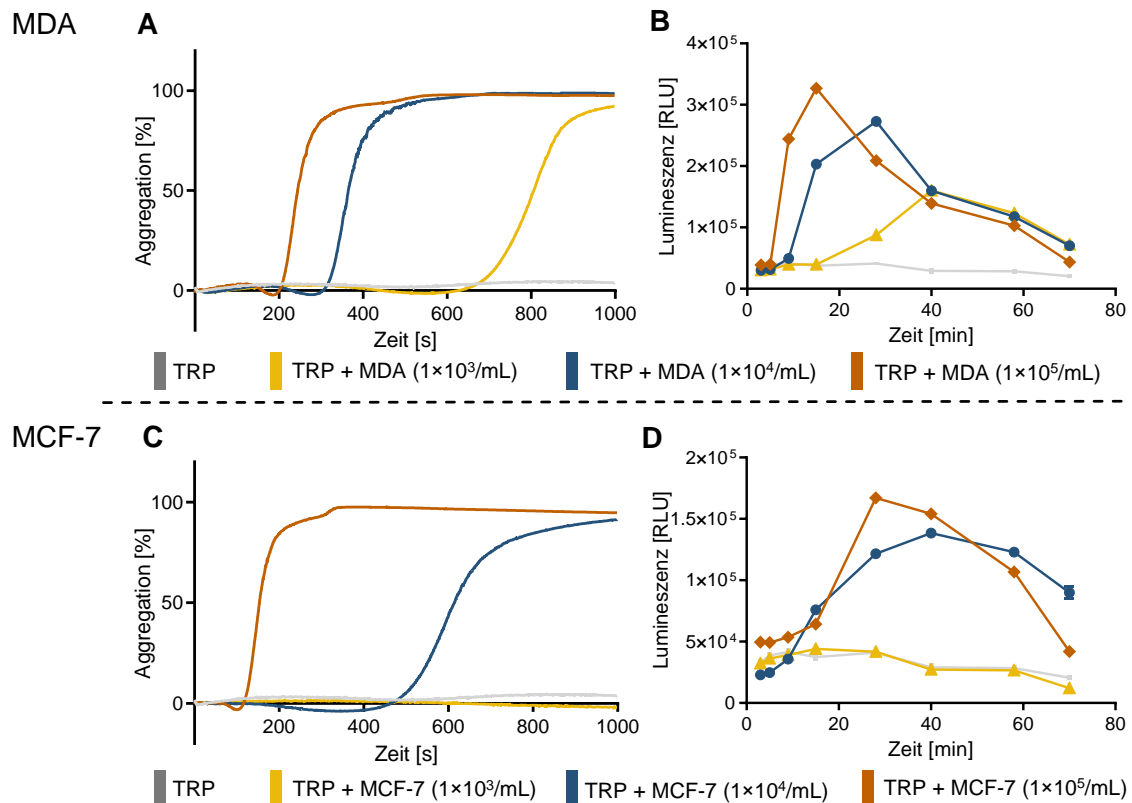 MDA
A
Aggregation [%]
100
50
0
200
400
600
800
1000
Zeit [s]
B
Lumineszenz [RLU]
4×10⁵
3×10⁵
2×10⁵
1×10⁵
0
0
20
40
60
80
Zeit [min]
TRP
TRP + MDA (1×10³/mL)
TRP + MDA (1×10⁴/mL)
TRP + MDA (1×10⁵/mL)
MCF-7
C
Aggregation [%]
100
50
0
200
400
600
800
1000
Zeit [s]
D
Lumineszenz [RLU]
2×10⁵
1.5×10⁵
1×10⁵
5×10⁴
0
0
20
40
60
80
Zeit [min]
TRP
TRP + MCF-7 (1×10³/mL)
TRP + MCF-7 (1×10⁴/mL)
TRP + MCF-7 (1×10⁵/mL)